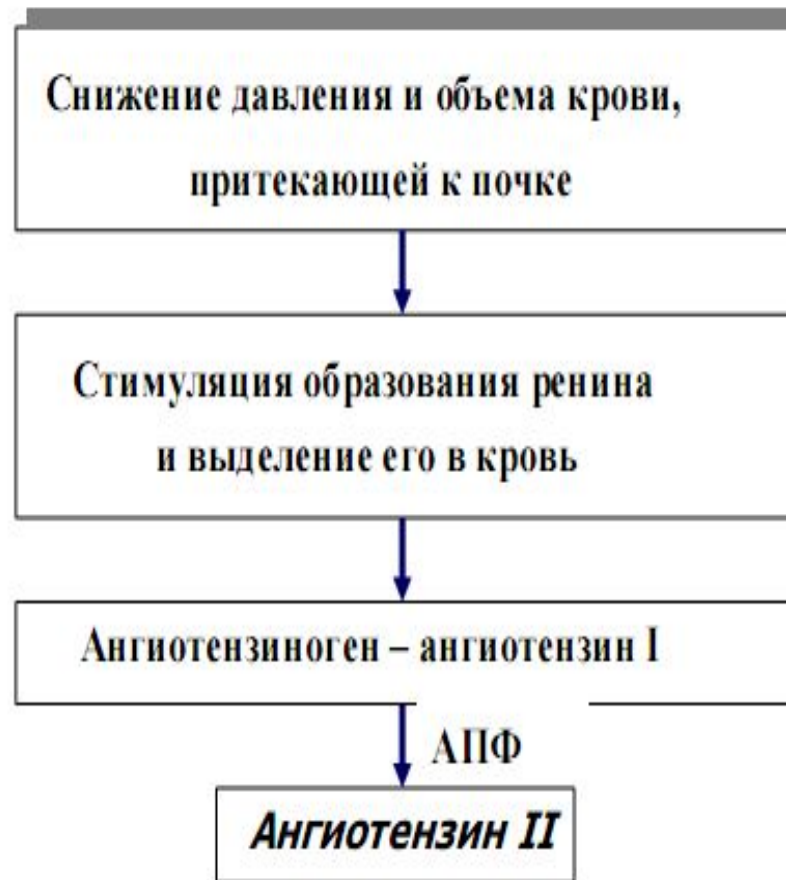 Снижение давления и объема крови,
притекающей к почке
Стимуляция образования ренина
и выделение его в кровь
Ангиотензиноген – ангиотензин I
АПФ
Ангиотензин II